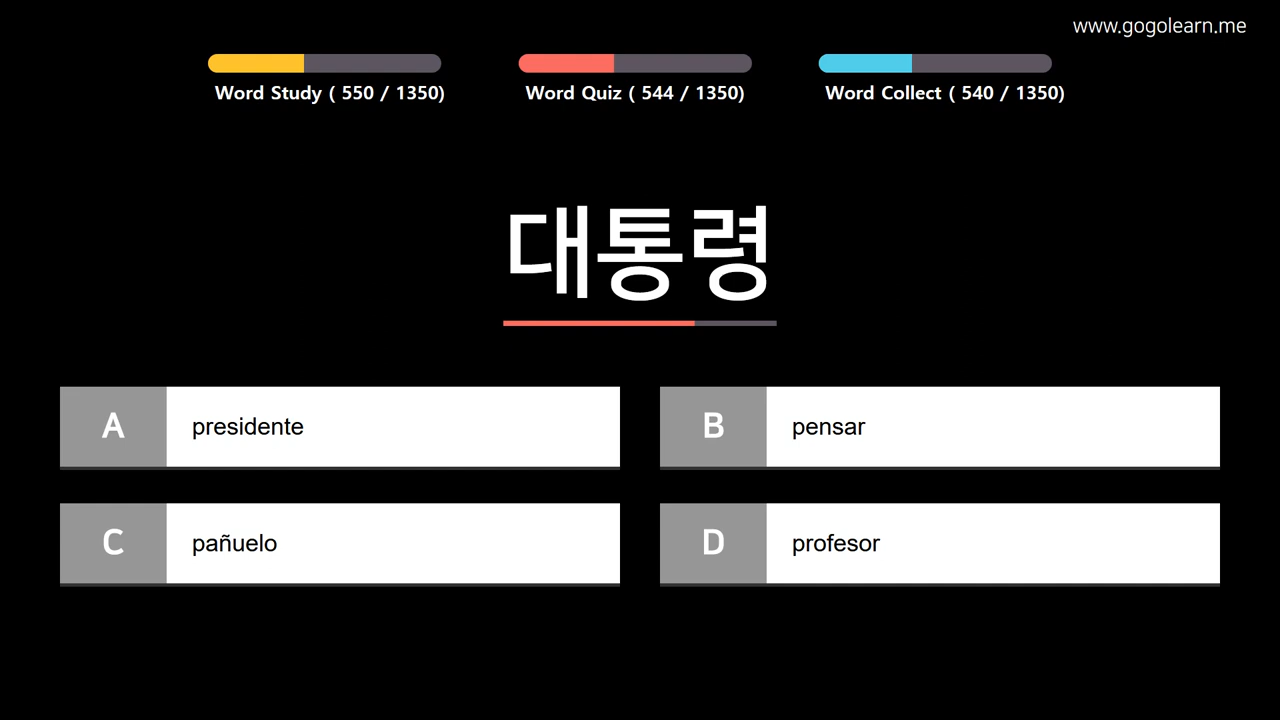 www.gogolearn.me
Word Study ( 550 / 1350)
Word Quiz ( 544 / 1350)
Word Collect ( 540 / 1350)
대통령
A presidente
B pensar
C pañuelo
D profesor